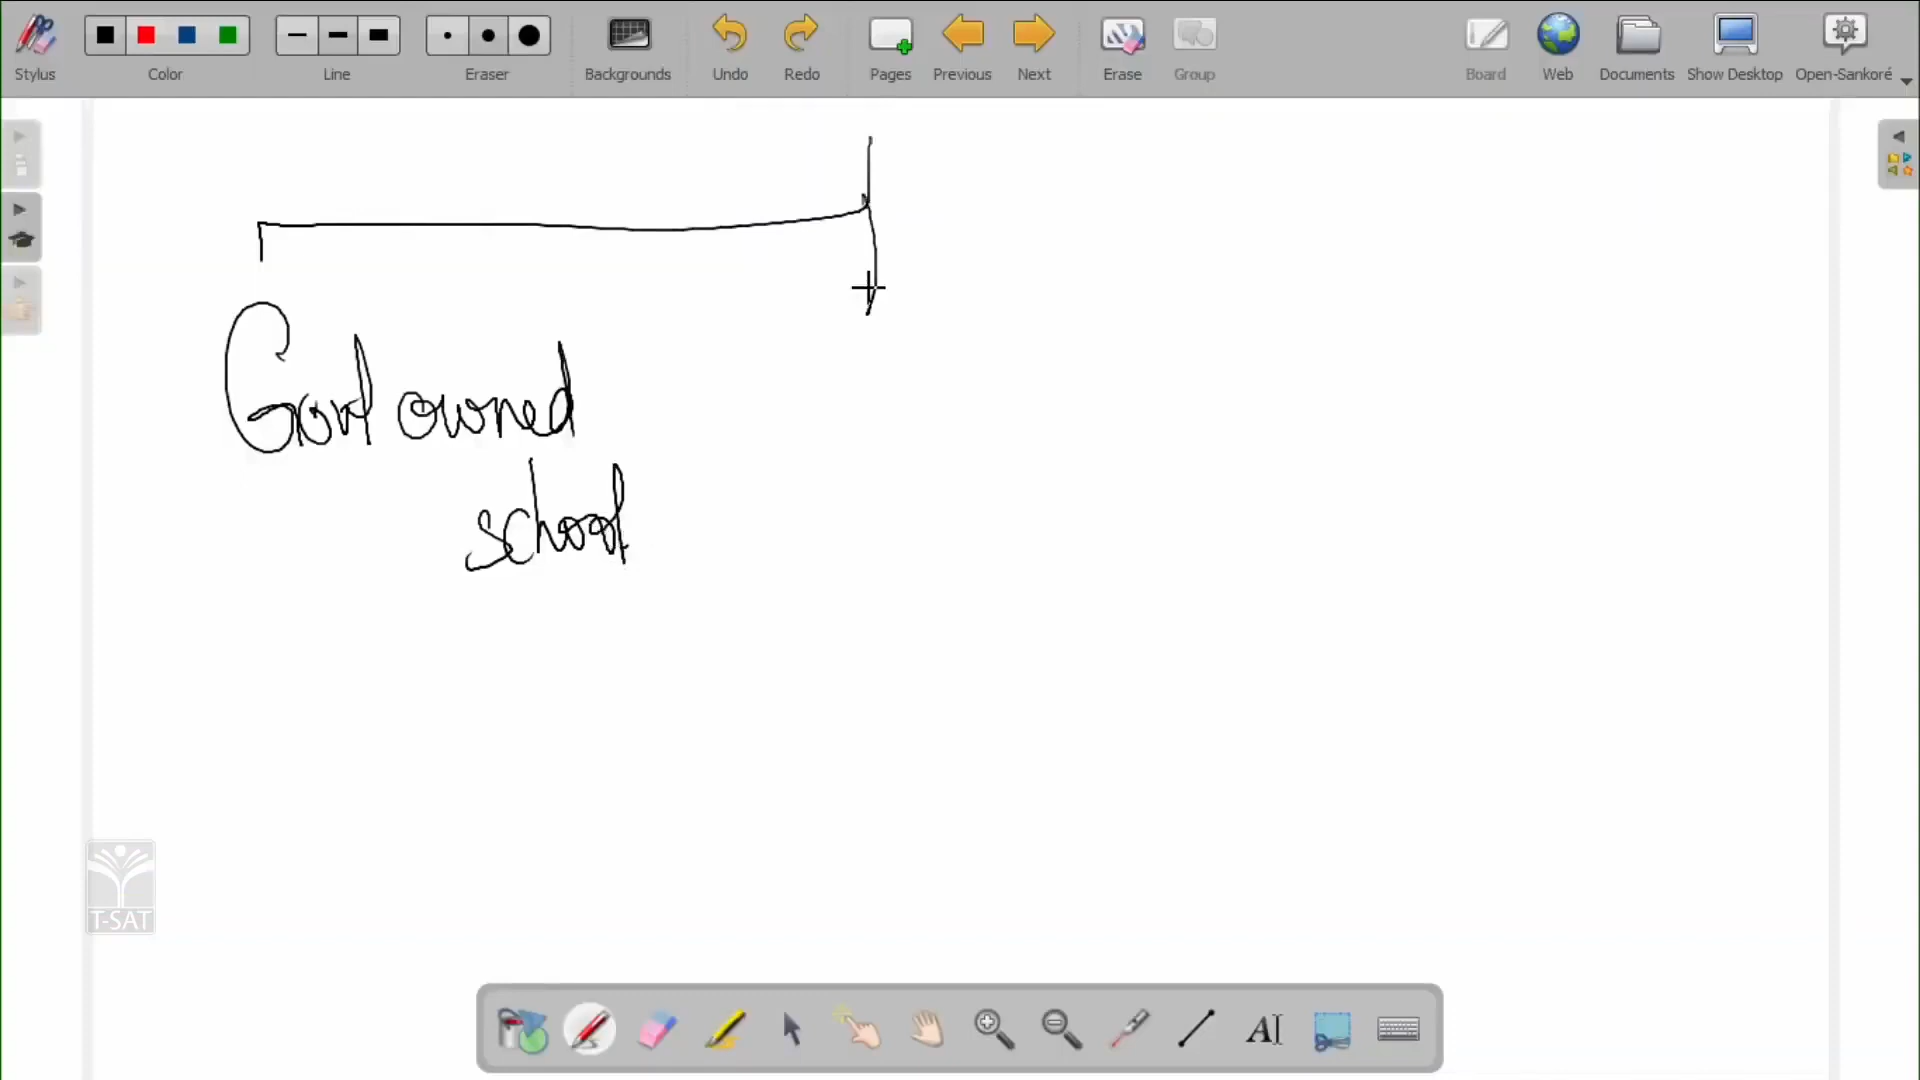 Stylus Color Line Eraser Backgrounds Undo Redo Pages Previous Next Erase Group Board Web Documents Show Desktop Open-Sankoré
Govt owned
school
T-SAT
AI